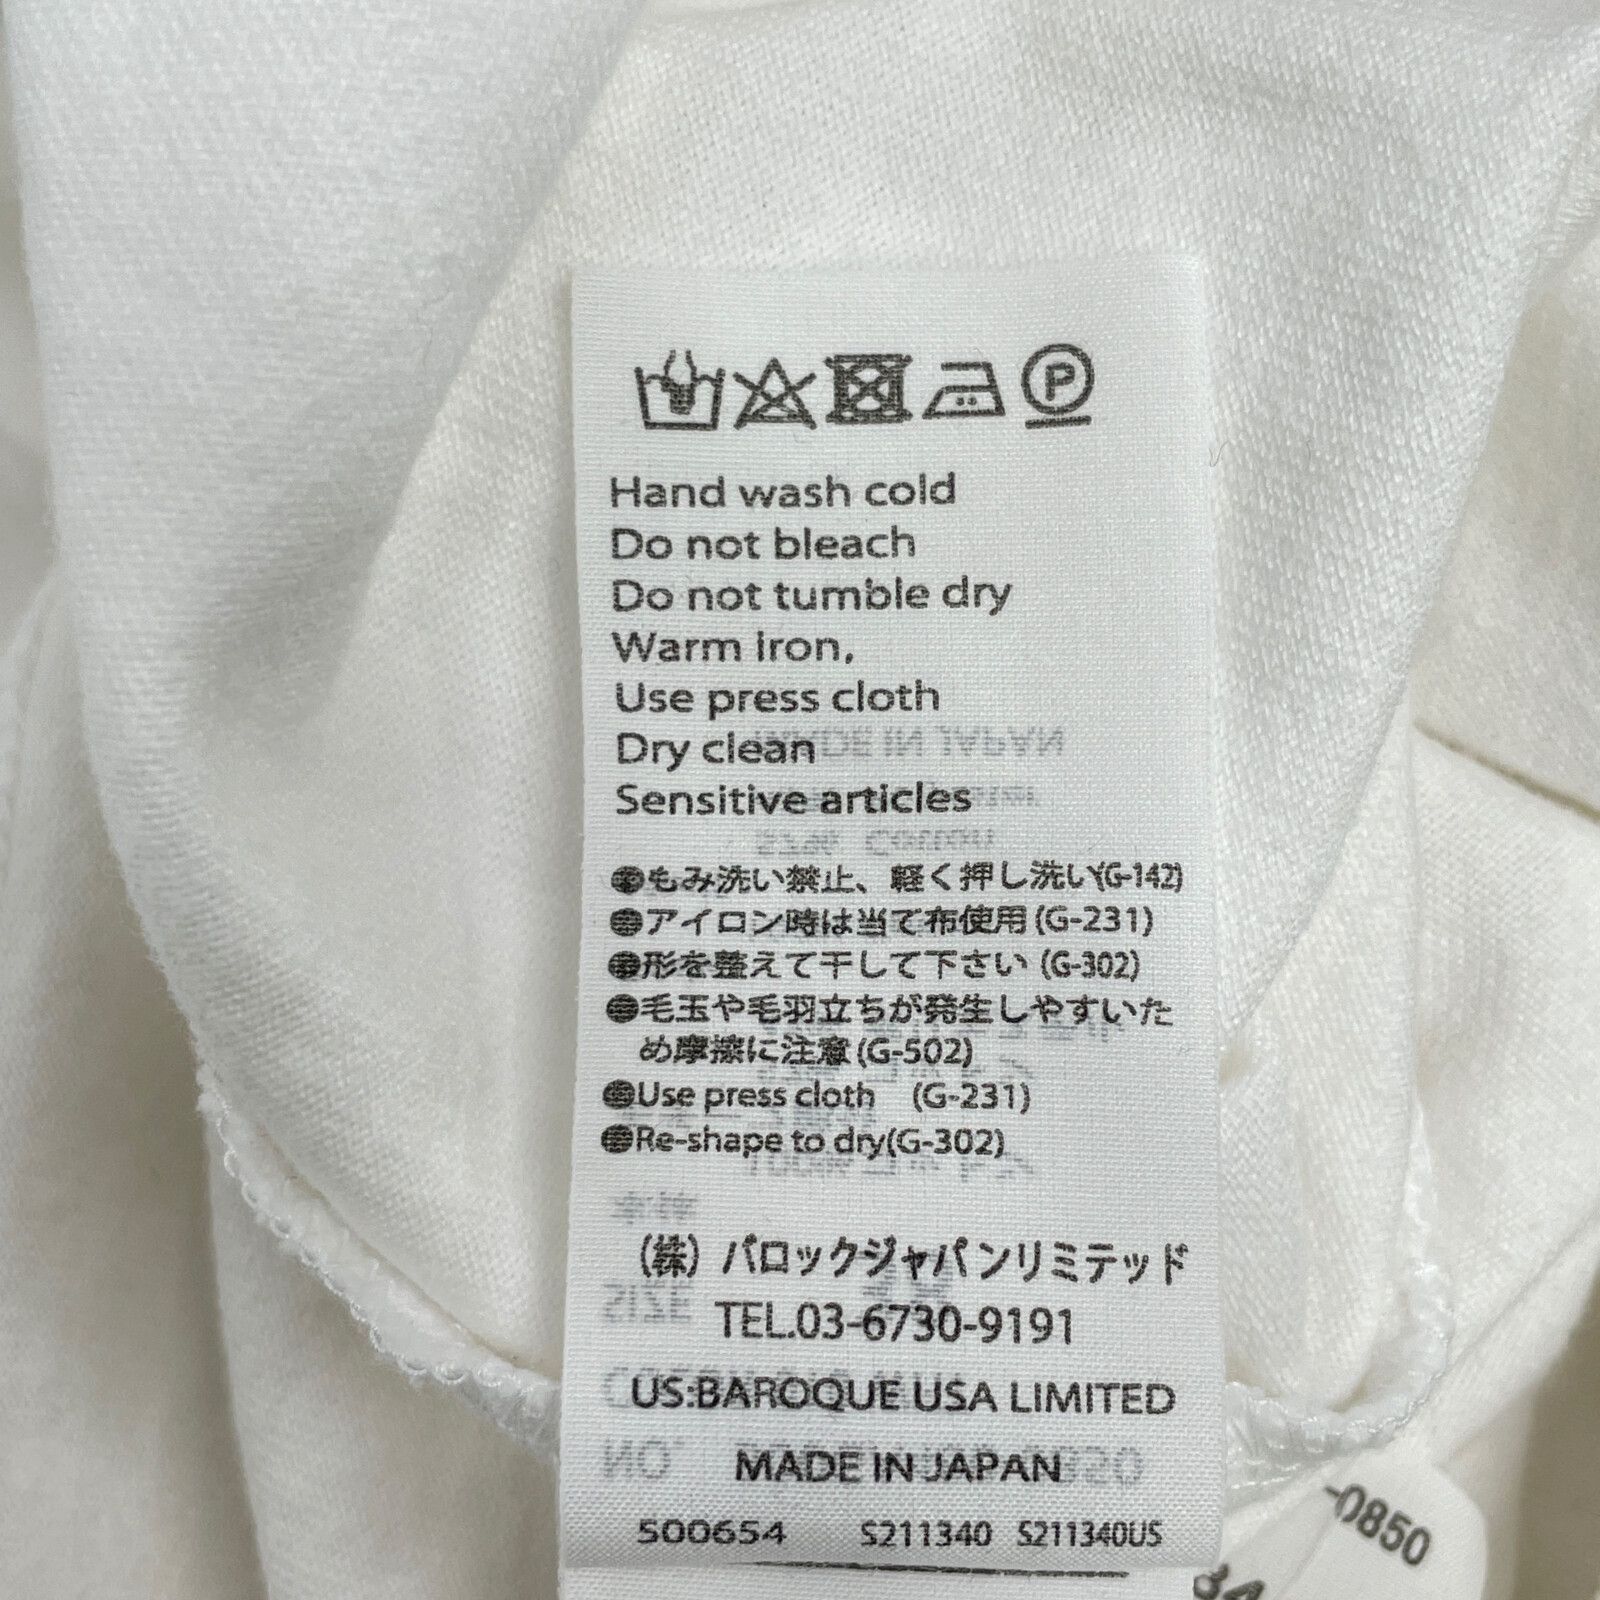 P
Hand wash cold
Do not bleach
Do not tumble dry
Warm iron,
Use press cloth
Dry clean
Sensitive articles
●もみ洗い禁止、軽く押し洗い(G-142)
●アイロン時は当て布使用(G-231)
●形を整えて干して下さい(G-302)
●毛玉や毛羽立ちが発生しやすいた
め摩擦に注意(G-502)
●Use press cloth (G-231)
●Re-shape to dry(G-302)
(株) バロックジャパンリミテッド
TEL.03-6730-9191
US:BAROQUE USA LIMITED
MADE IN JAPAN
500654 S211340 S211340US
-0850